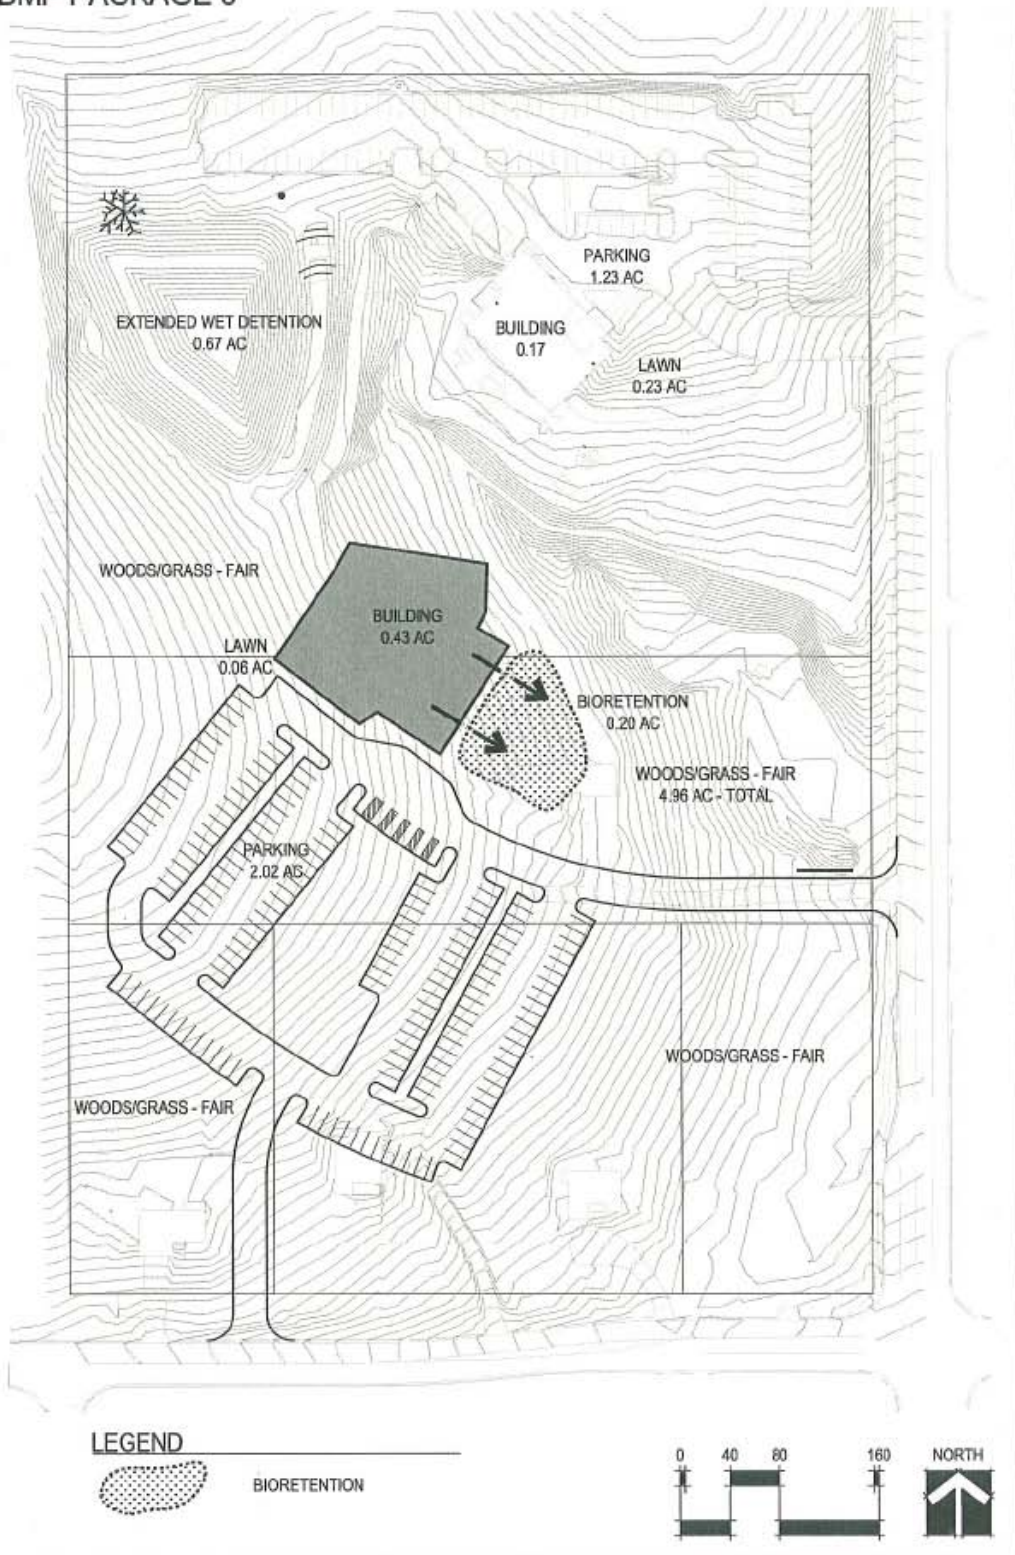 PARKING
1.23 AC
EXTENDED WET DETENTION
0.67 AC
BUILDING
0.17
LAWN
0.23 AC
WOODS/GRASS - FAIR
BUILDING
0.43 AC
LAWN
0.06 AC
BIORETENTION
0.20 AC
WOODS/GRASS - FAIR
4.96 AC - TOTAL
PARKING
2.02 AC
WOODS/GRASS - FAIR
WOODS/GRASS - FAIR
LEGEND
BIORETENTION
0 40 80 160
NORTH